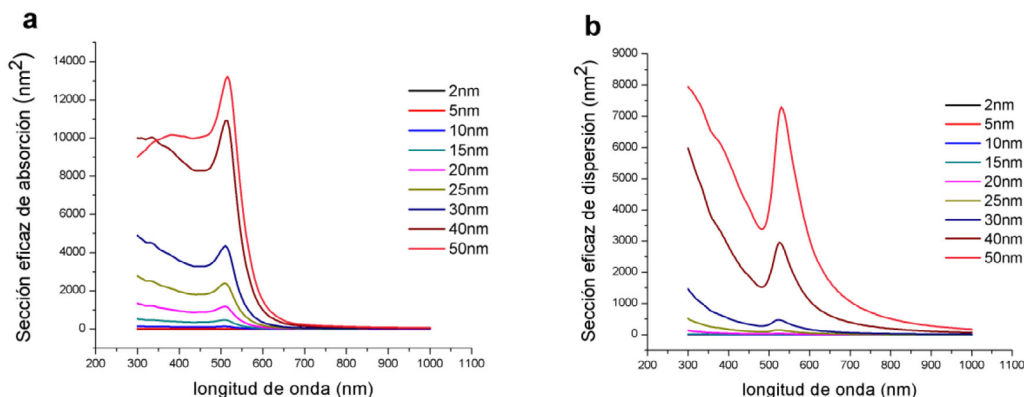 a
Sección eficaz de absorción (nm²)
14000
12000
10000
8000
6000
4000
2000
0
200 300 400 500 600 700 800 900 1000 1100
longitud de onda (nm)
2nm
5nm
10nm
15nm
20nm
25nm
30nm
40nm
50nm
b
Sección eficaz de dispersión (nm²)
9000
8000
7000
6000
5000
4000
3000
2000
1000
0
200 300 400 500 600 700 800 900 1000 1100
longitud de onda (nm)
2nm
5nm
10nm
15nm
20nm
25nm
30nm
40nm
50nm